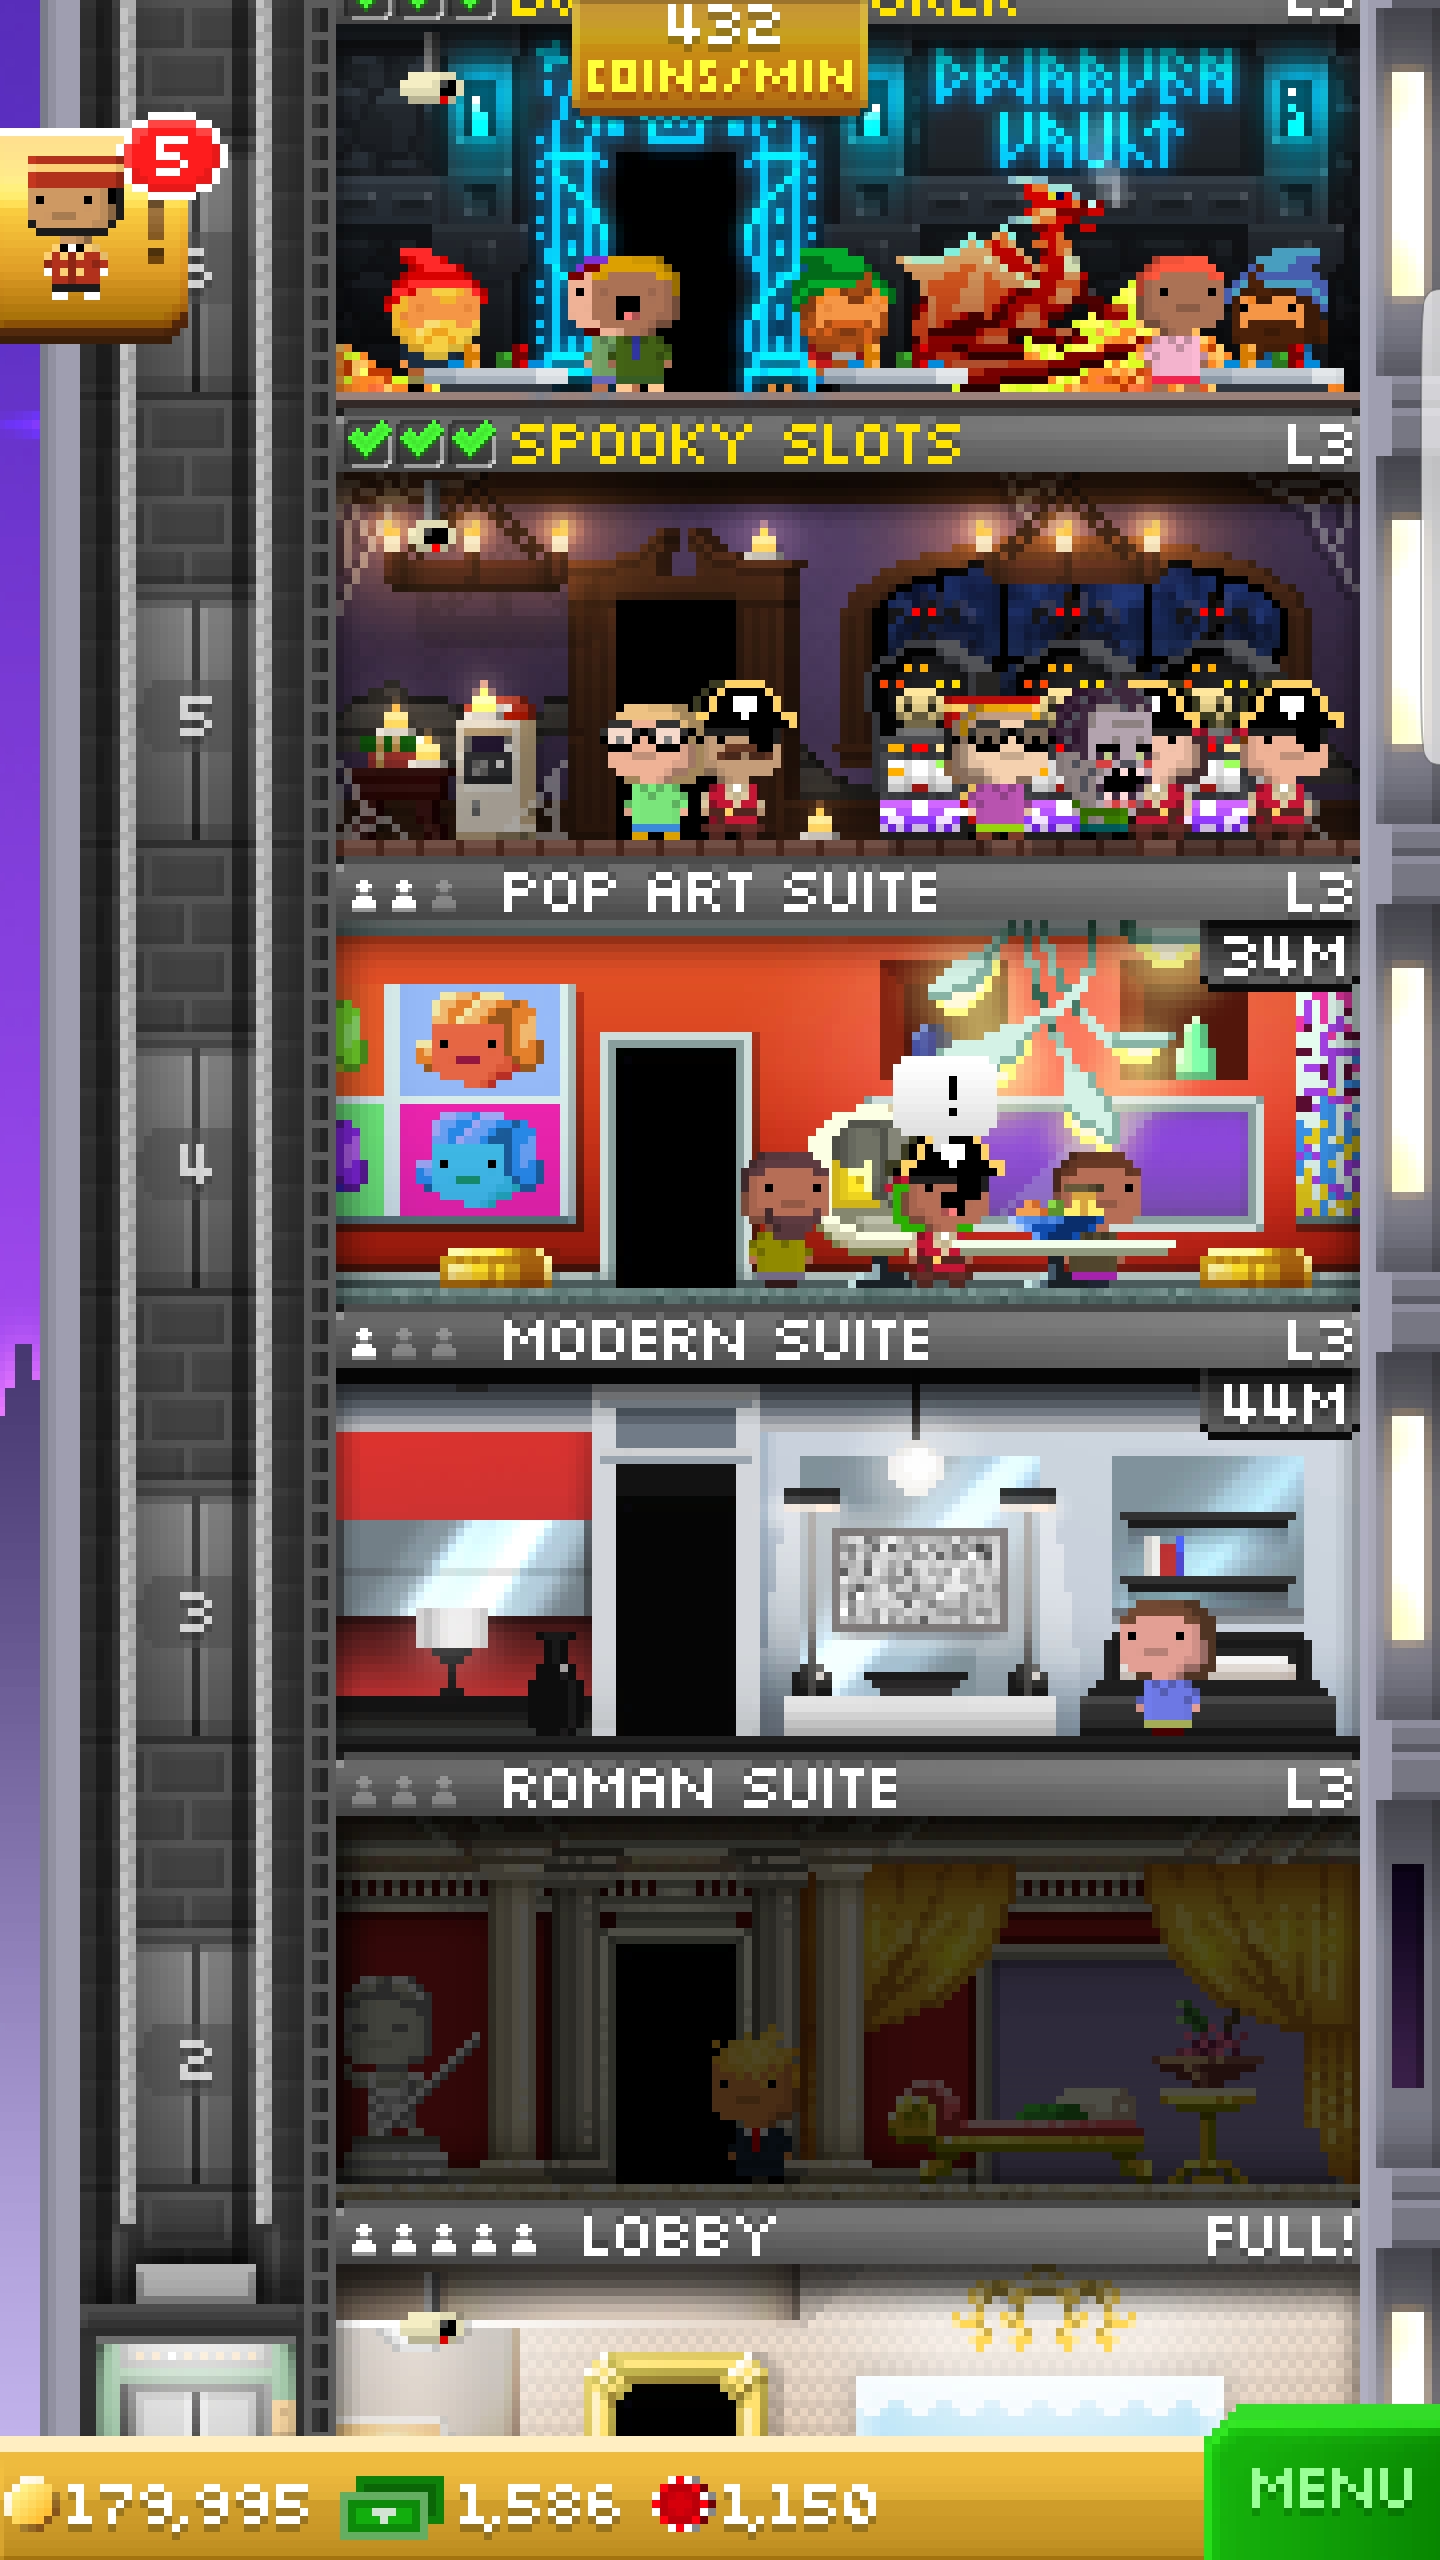 L3
432
COINS/MIN
DWARVEN
VAULT
5
SPOOKY SLOTS L3
5
POP ART SUITE L3
34M
!
4
MODERN SUITE L3
44M
3
ROMAN SUITE L3
2
LOBBY FULL!
179,995 1,586 1,150
MENU